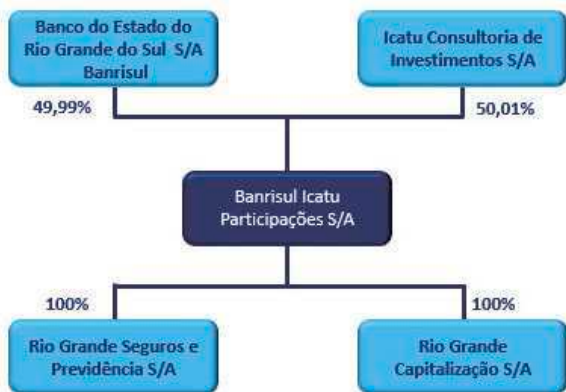 Banco do Estado do
Rio Grande do Sul S/A
Banrisul
Icatu Consultoria de
Investimentos S/A
49,99%
50,01%
Banrisul Icatu
Participações S/A
100%
100%
Rio Grande Seguros e
Previdência S/A
Rio Grande
Capitalização S/A